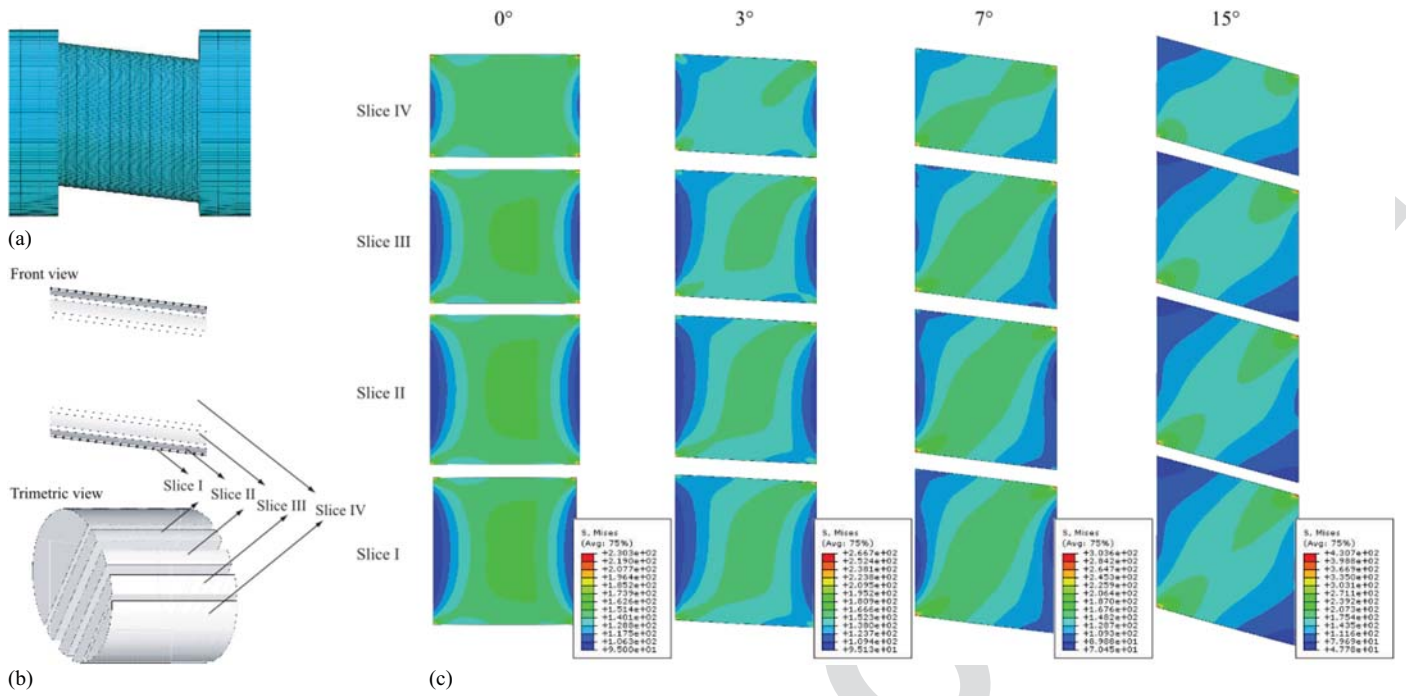 0° 3° 7° 15°
Slice IV
Slice III
Slice II
Slice I
(a)
Front view
Slice I
Slice II
Slice III
Slice IV
Trimetric view
(b)
(c)
S, Mises
(Avg: 75%)
+2.303e+02
+2.190e+02
+2.077e+02
+1.964e+02
+1.852e+02
+1.739e+02
+1.626e+02
+1.514e+02
+1.401e+02
+1.288e+02
+1.175e+02
+1.063e+02
+9.500e+01
S, Mises
(Avg: 75%)
+2.667e+02
+2.524e+02
+2.381e+02
+2.238e+02
+2.095e+02
+1.952e+02
+1.809e+02
+1.666e+02
+1.523e+02
+1.380e+02
+1.237e+02
+1.094e+02
+9.513e+01
S, Mises
(Avg: 75%)
+3.036e+02
+2.842e+02
+2.647e+02
+2.453e+02
+2.259e+02
+2.064e+02
+1.870e+02
+1.676e+02
+1.482e+02
+1.287e+02
+1.093e+02
+8.988e+01
+7.045e+01
S, Mises
(Avg: 75%)
+4.307e+02
+3.988e+02
+3.669e+02
+3.350e+02
+3.031e+02
+2.711e+02
+2.392e+02
+2.073e+02
+1.754e+02
+1.435e+02
+1.116e+02
+7.969e+01
+4.778e+01